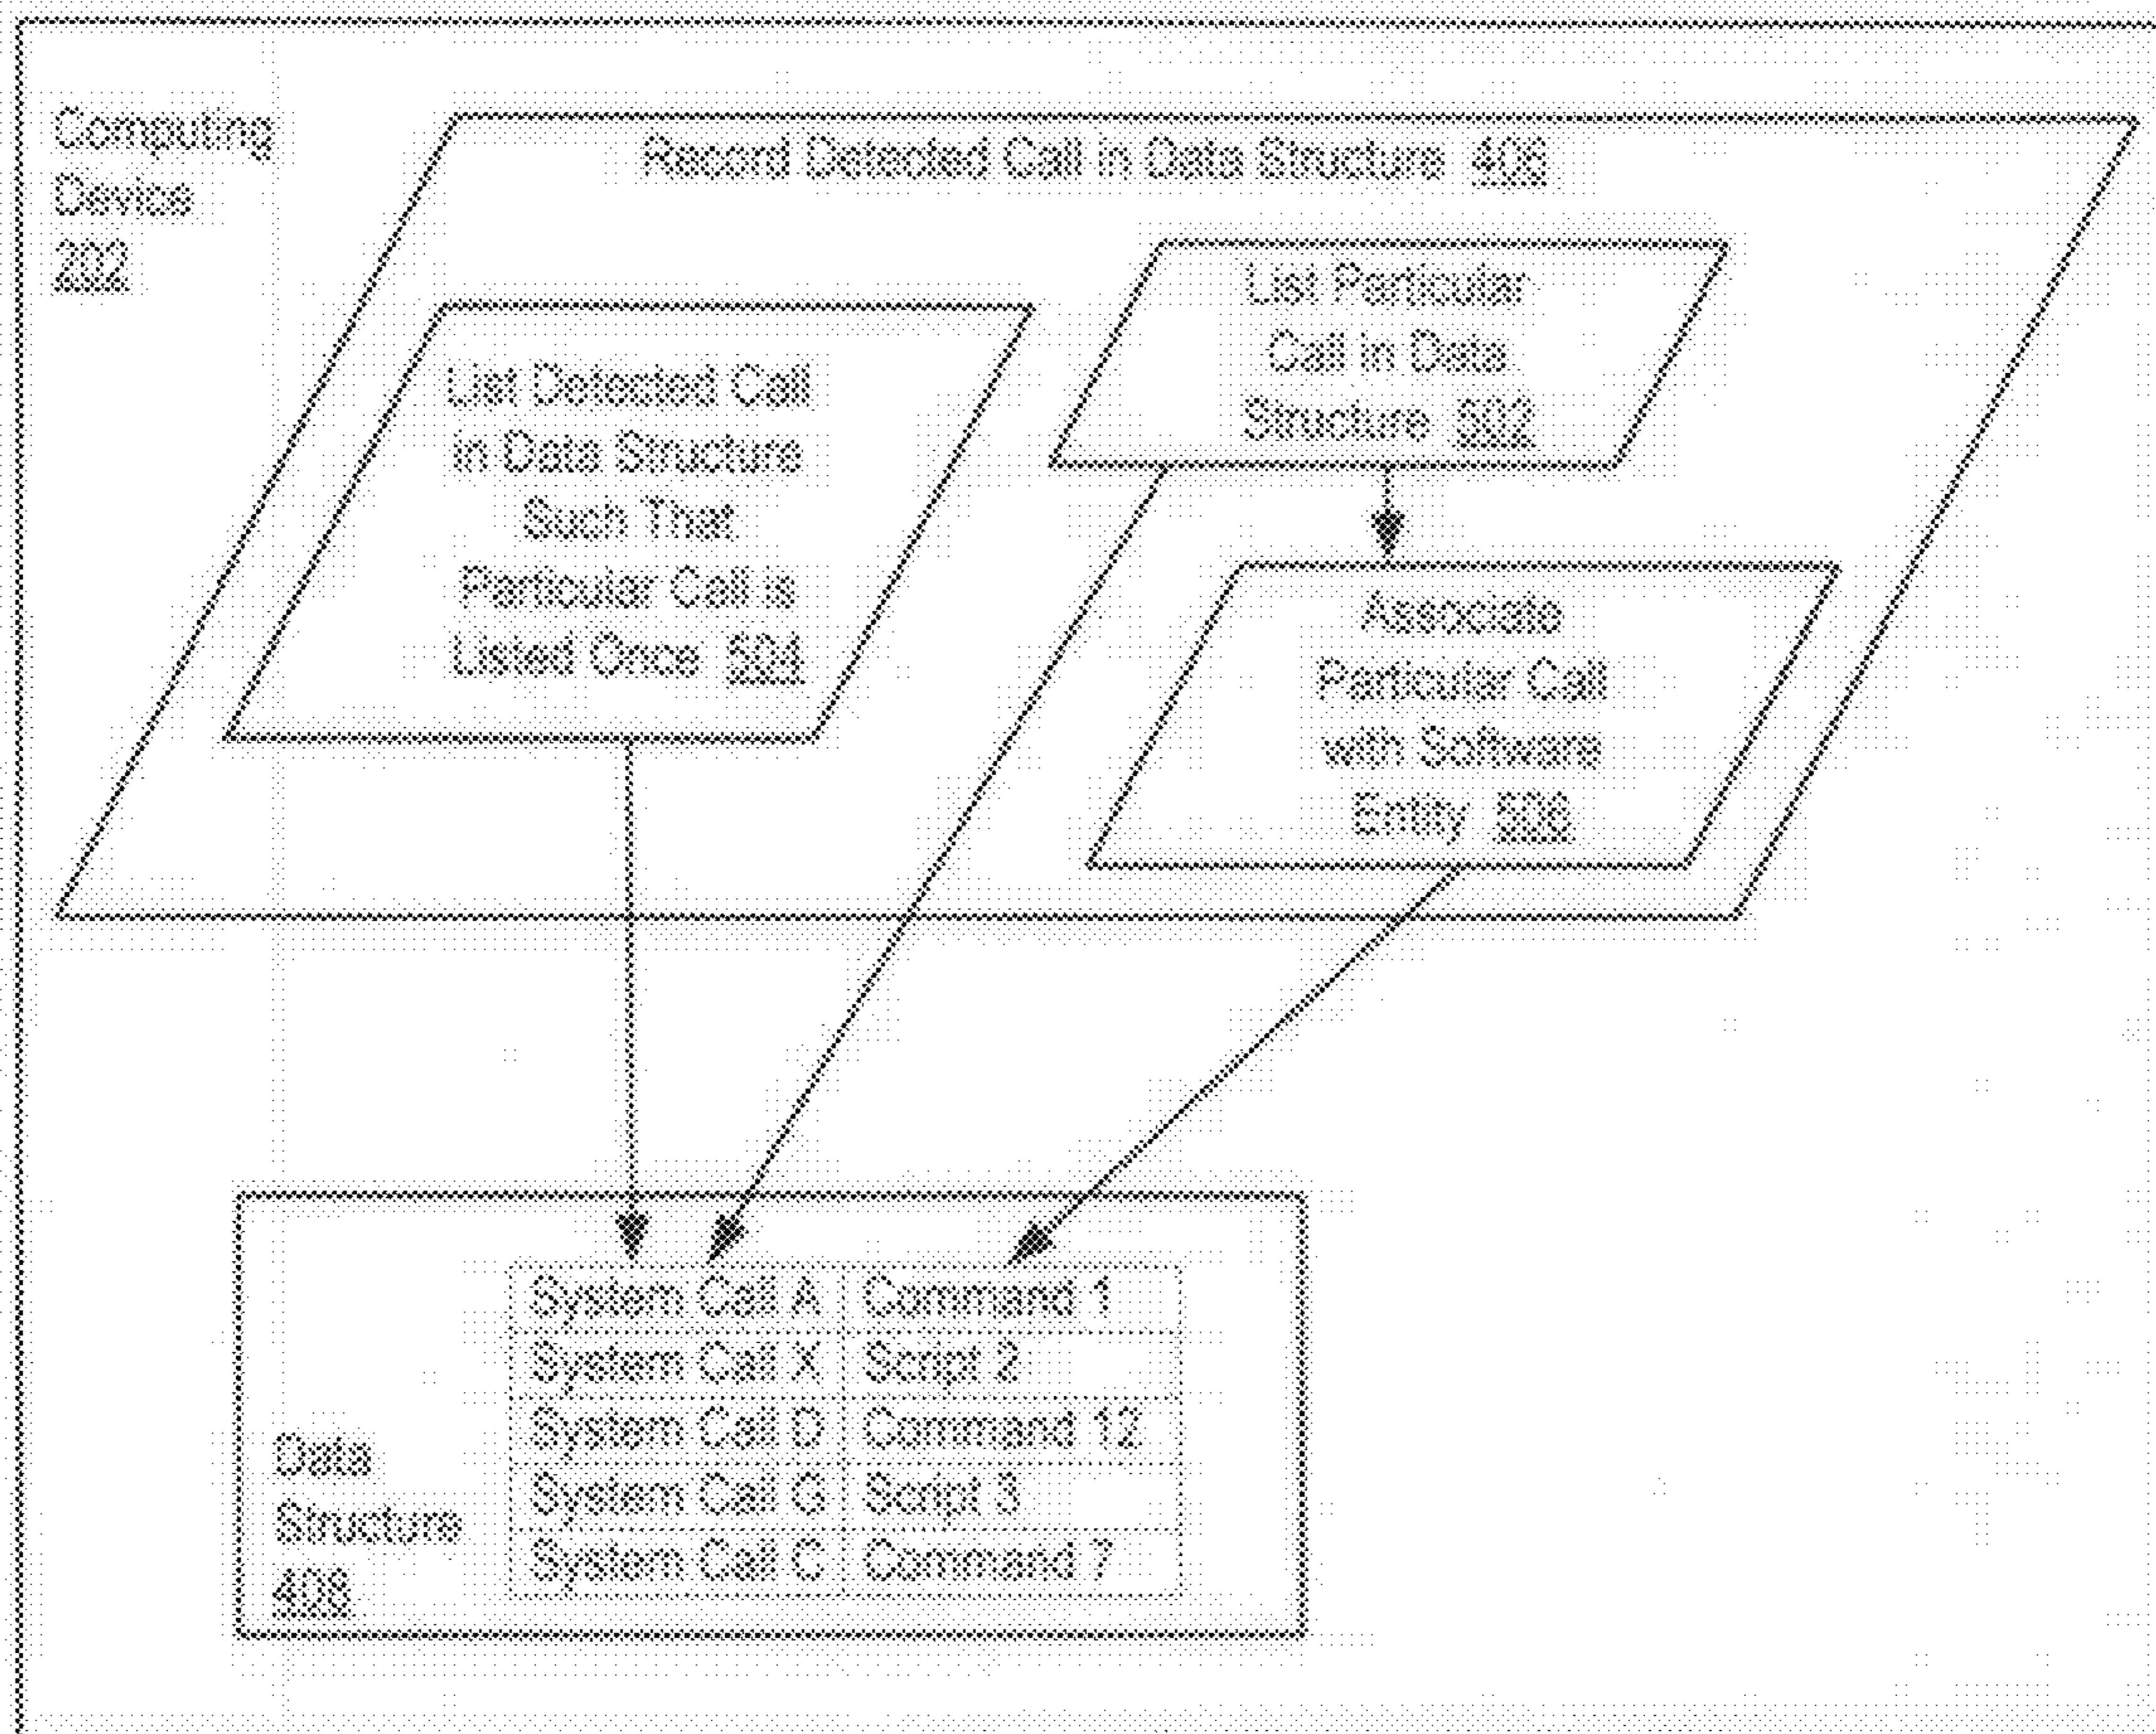 Computing
Device
202
Record Detected Call in Data Structure 406
List Detected Call
in Data Structure
Such That
Particular Call is
Listed Once
List Particular
Call in Data
Structure
Associate
Particular Call
with Software
Entity
Data
Structure
408
System Call A Command 1
System Call X Script 2
System Call D Command 12
System Call G Script 3
System Call C Command 7